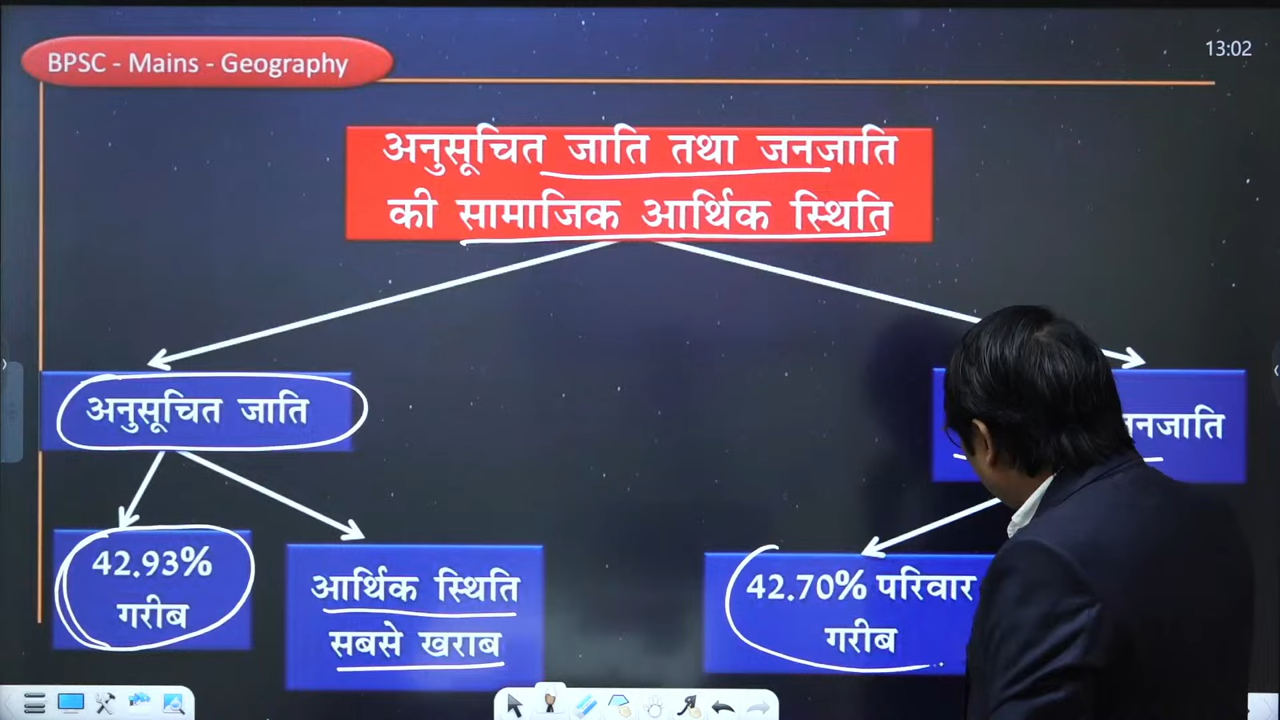 BPSC - Mains - Geography
13:02
अनुसूचित जाति तथा जनजाति
की सामाजिक आर्थिक स्थिति
अनुसूचित जाति
42.93%
गरीब
आर्थिक स्थिति
सबसे खराब
42.70% परिवार
गरीब